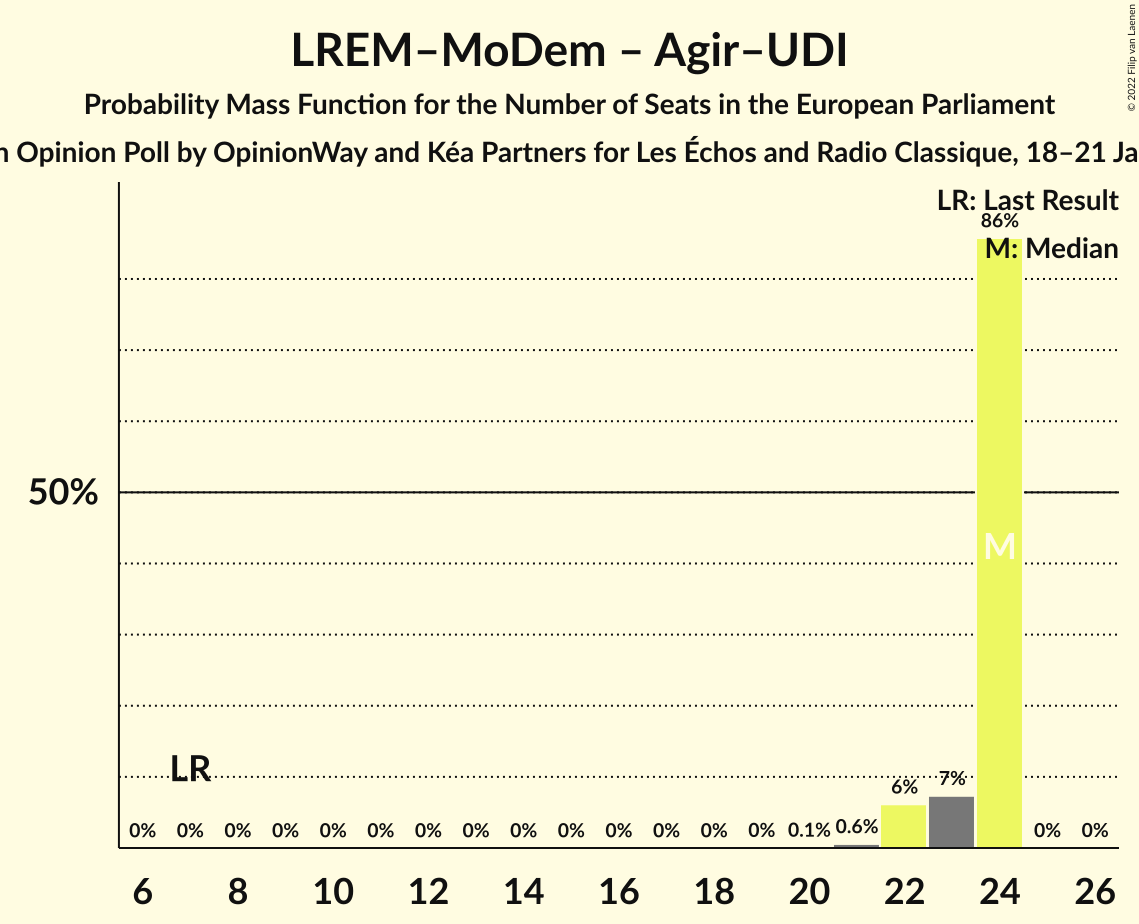 LREM–MoDem – Agir–UDI
Probability Mass Function for the Number of Seats in the European Parliament
n Opinion Poll by OpinionWay and Kéa Partners for Les Échos and Radio Classique, 18–21 Ja
© 2022 Filip van Laenen
LR: Last Result
86%
M: Median
50%
M
LR
0% 0% 0% 0% 0% 0% 0% 0% 0% 0% 0% 0% 0% 0% 0.1% 0.6% 6% 7% 0% 0%
6 8 10 12 14 16 18 20 22 24 26